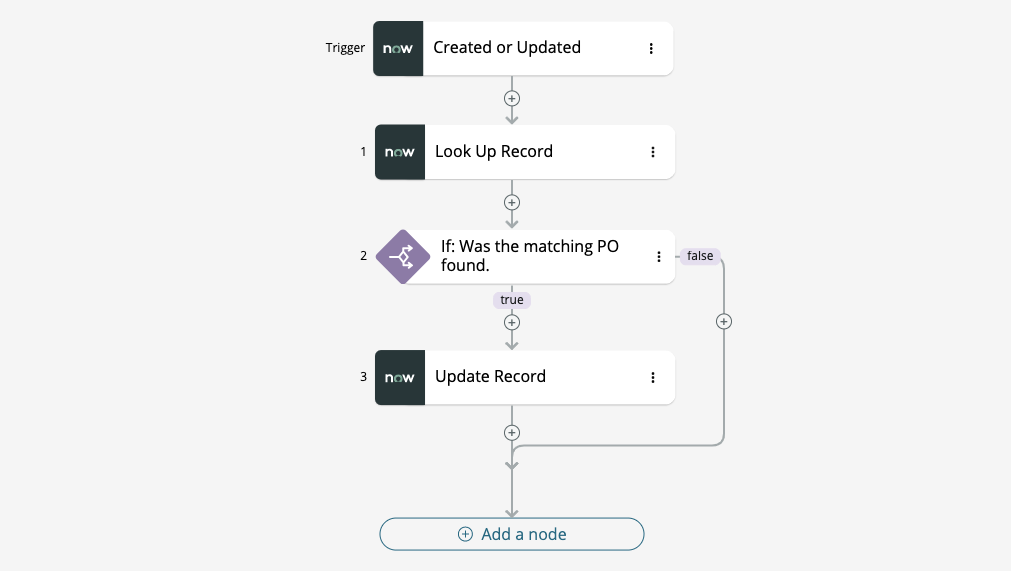 Trigger
now
Created or Updated
1
now
Look Up Record
2
If: Was the matching PO
found.
false
true
3
now
Update Record
Add a node